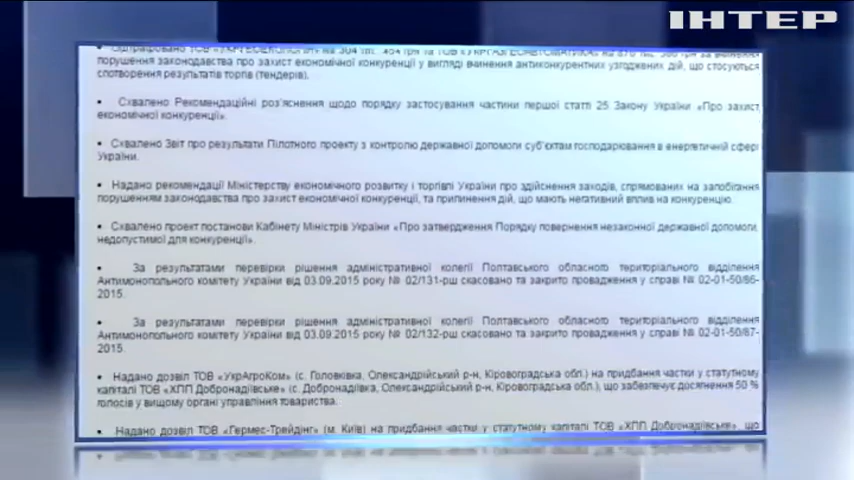 ІНТЕР
порушення законодавства про захист економічної конкуренції у вигляді вчинення антиконкурентних узгоджених дій, що стосуються
спотворення результатів торгів (тендерів).
• Схвалено Рекомендаційні роз'яснення щодо порядку застосування частини першої статті 25 Закону України «Про захист
економічної конкуренції».
• Схвалено Звіт про результати Пілотного проекту з контролю державної допомоги суб'єктам господарювання в енергетичній сфері
України.
• Надано рекомендації Міністерству економічного розвитку і торгівлі України про здійснення заходів, спрямованих на запобігання
порушенням законодавства про захист економічної конкуренції, та припинення дій, що мають негативний вплив на конкуренцію.
• Схвалено проект постанови Кабінету Міністрів України «Про затвердження Порядку повернення незаконної державної допомоги,
недопустимої для конкуренції».
• За результатами перевірки рішення адміністративної колегії Полтавського обласного територіального відділення
Антимонопольного комітету України від 03.09.2015 року № 02/131-рш скасовано та закрито провадження у справі № 02-01-50/86-
2015.
• За результатами перевірки рішення адміністративної колегії Полтавського обласного територіального відділення
Антимонопольного комітету України від 03.09.2015 року № 02/132-рш скасовано та закрито провадження у справі № 02-01-50/87-
2015.
• Надано дозвіл ТОВ «УкрАгроКом» (с. Головківка, Олександрійський р-н, Кіровоградська обл.) на придбання частки у статутному
капіталі ТОВ «ХПП Добронадіївське» (с. Добронадіївка, Олександрійський р-н, Кіровоградська обл.), що забезпечує досягнення 50 %
голосів у вищому органі управління товариства.
• Надано дозвіл ТОВ «Гермес-Трейдінг» (м. Київ) на придбання частки у статутному капіталі ТОВ «ХПП Добронадіївське», що